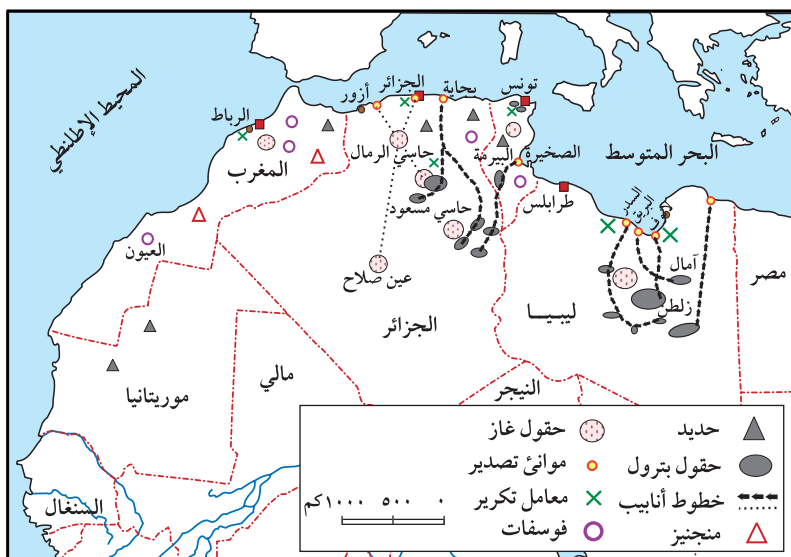 المحيط الإطلنطي
البحر المتوسط
الرباط
المغرب
العيون
أزور
الجزائر
بجاية
تونس
حاسي الرمال
البيرمة
الصخيرة
طرابلس
حاسي مسعود
عين صلاح
الجزائر
ليبيا
آمال
زلطن
مصر
موريتانيا
مالي
النيجر
السنغال
حديد
حقول غاز
حقول بترول
موانئ تصدير
خطوط أنابيب
معامل تكرير
منجنيز
فوسفات
٠ ٥٠٠ ١٠٠٠ كم